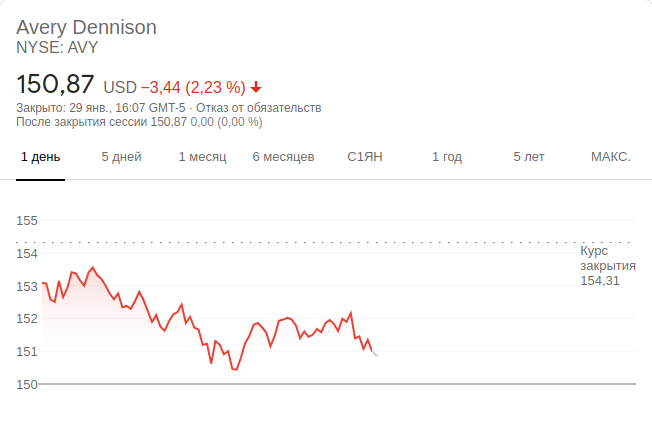 Avery Dennison
NYSE: AVY
150,87 USD −3,44 (2,23 %)
Закрыто: 29 янв., 16:07 GMT-5 · Отказ от обязательств
После закрытия сессии 150,87 0,00 (0,00 %)
1 день 5 дней 1 месяц 6 месяцев С1ЯН 1 год 5 лет МАКС.
155
154
153
152
151
150
Курс
закрытия
154,31